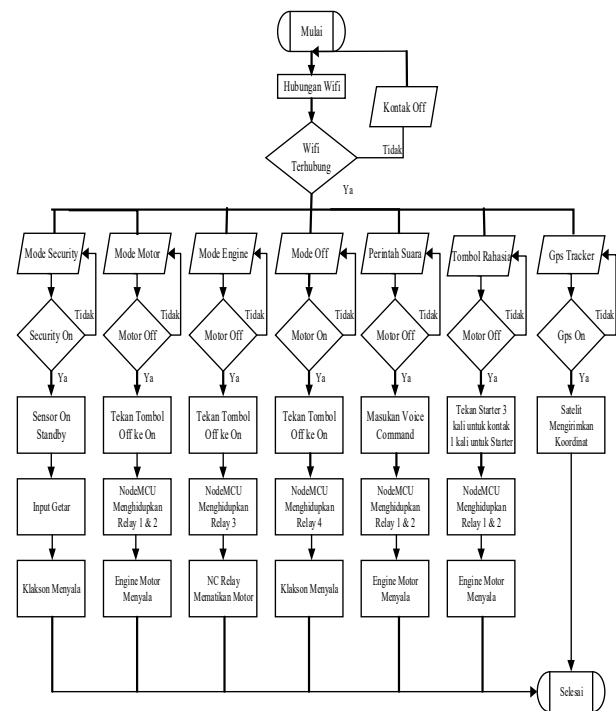 Mulai
Hubungan Wifi
Kontak Off
Wifi
Terhubung
Tidak
Ya
Mode Security
Mode Motor
Mode Engine
Mode Off
Perintah Suara
Tombol Rahasia
Gps Tracker
Tidak
Tidak
Tidak
Tidak
Tidak
Tidak
Tidak
Security On
Motor Off
Motor Off
Motor On
Motor Off
Motor Off
Gps On
Ya
Ya
Ya
Ya
Ya
Ya
Ya
Sensor On
Standby
Tekan Tombol
Off ke On
Tekan Tombol
Off ke On
Tekan Tombol
Off ke On
Masukan Voice
Command
Tekan Starter 3
kali untuk kontak
1 kali untuk Starter
Satelit
Mengirimkan
Koordinat
Input Getar
NodeMCU
Menghidupkan
Relay 1 & 2
NodeMCU
Menghidupkan
Relay 3
NodeMCU
Menghidupkan
Relay 4
NodeMCU
Menghidupkan
Relay 1 & 2
NodeMCU
Menghidupkan
Relay 1 & 2
Klakson Menyala
Engine Motor
Menyala
NC Relay
Mematikan Motor
Klakson Menyala
Engine Motor
Menyala
Engine Motor
Menyala
Selesai